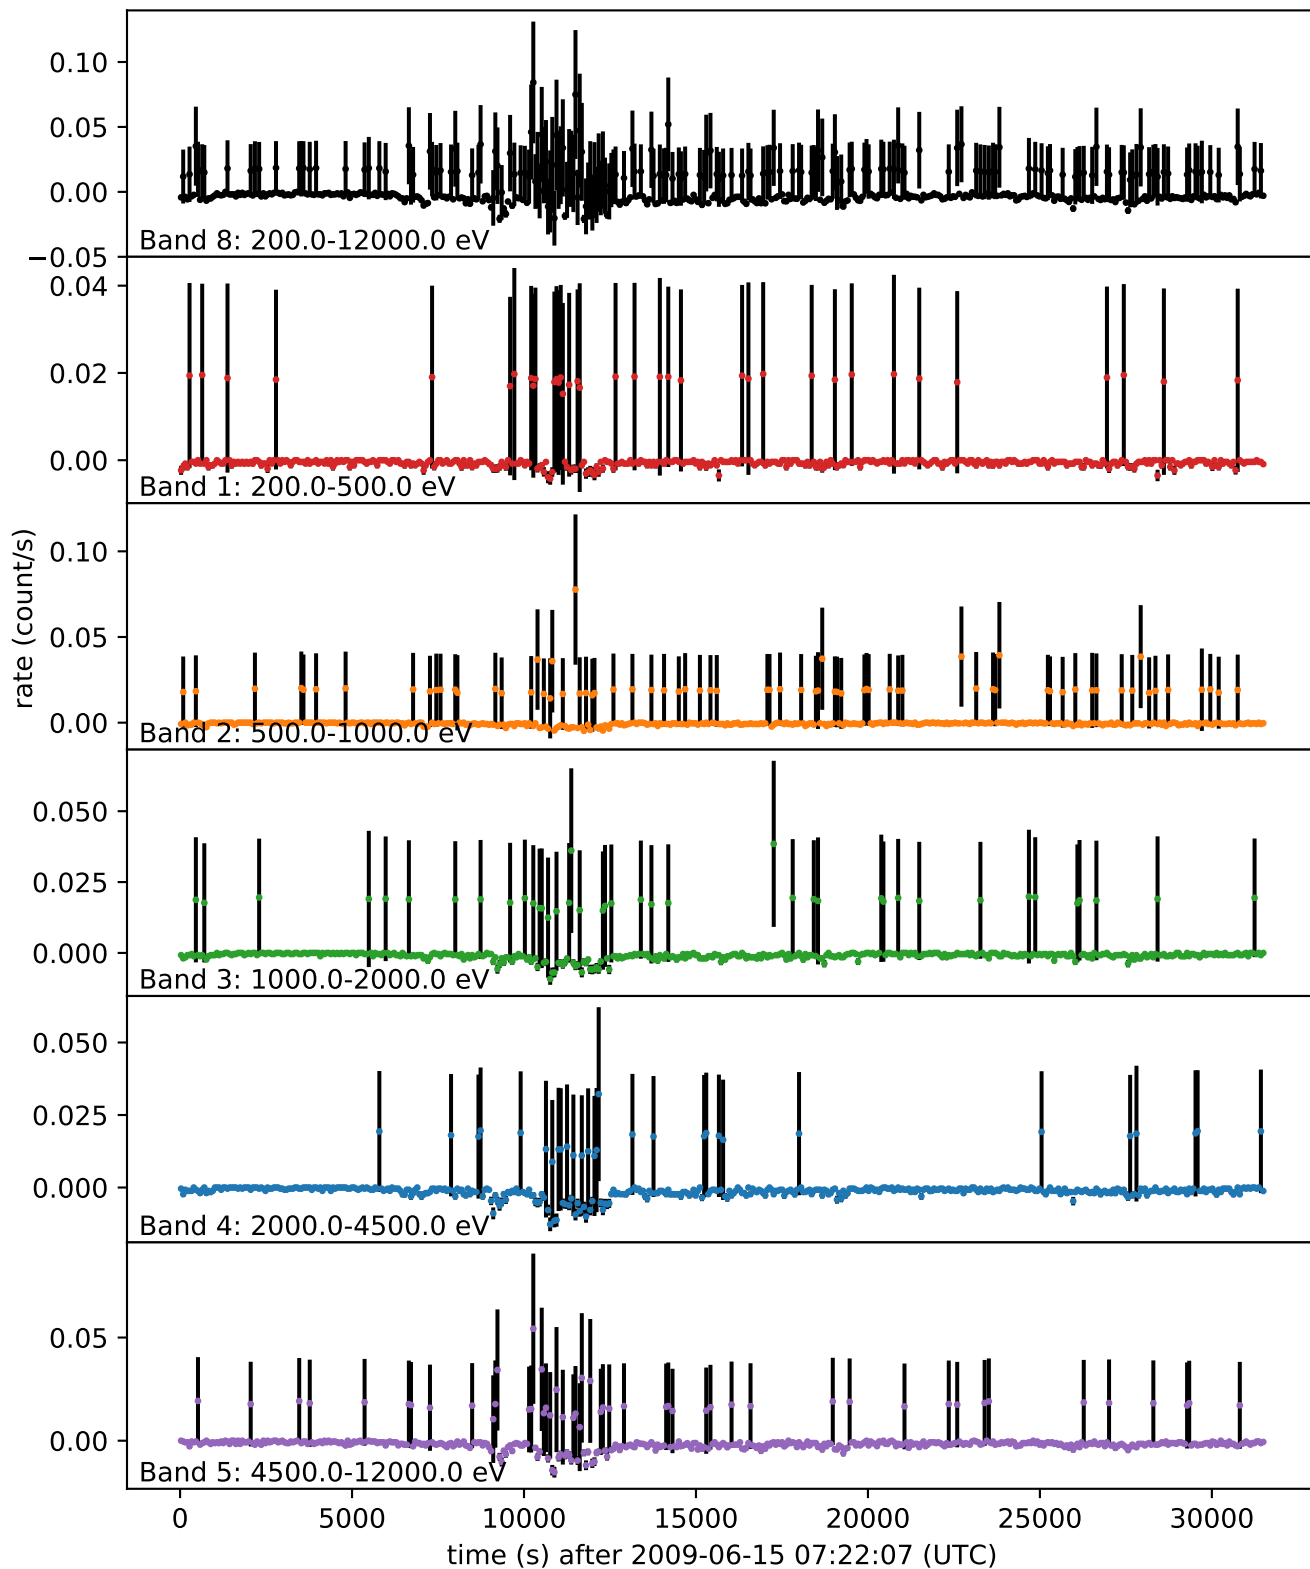 0.10
0.05
0.00
−0.05
Band 8: 200.0-12000.0 eV
0.04
0.02
0.00
Band 1: 200.0-500.0 eV
0.10
0.05
0.00
Band 2: 500.0-1000.0 eV
rate (count/s)
0.050
0.025
0.000
Band 3: 1000.0-2000.0 eV
0.050
0.025
0.000
Band 4: 2000.0-4500.0 eV
0.05
0.00
Band 5: 4500.0-12000.0 eV
0 5000 10000 15000 20000 25000 30000
time (s) after 2009-06-15 07:22:07 (UTC)